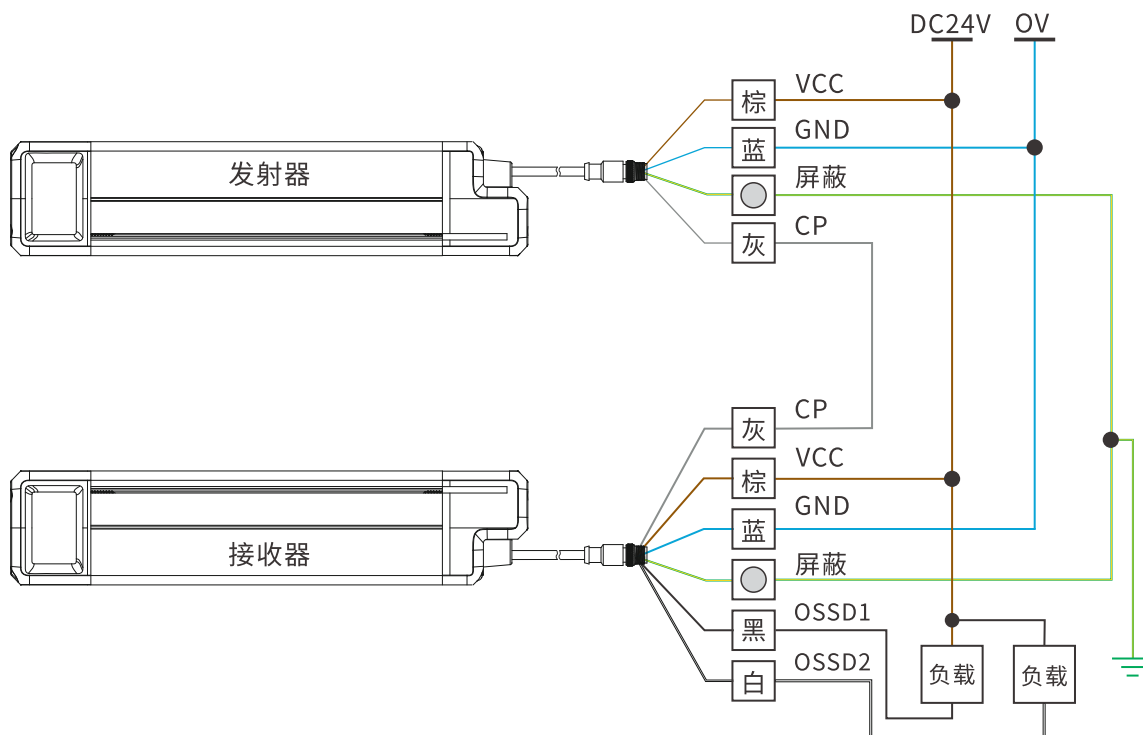 DC24V
0V
棕
VCC
蓝
GND
屏蔽
灰
CP
发射器
灰
CP
棕
VCC
蓝
GND
屏蔽
接收器
黑
OSSD1
白
OSSD2
负载
负载